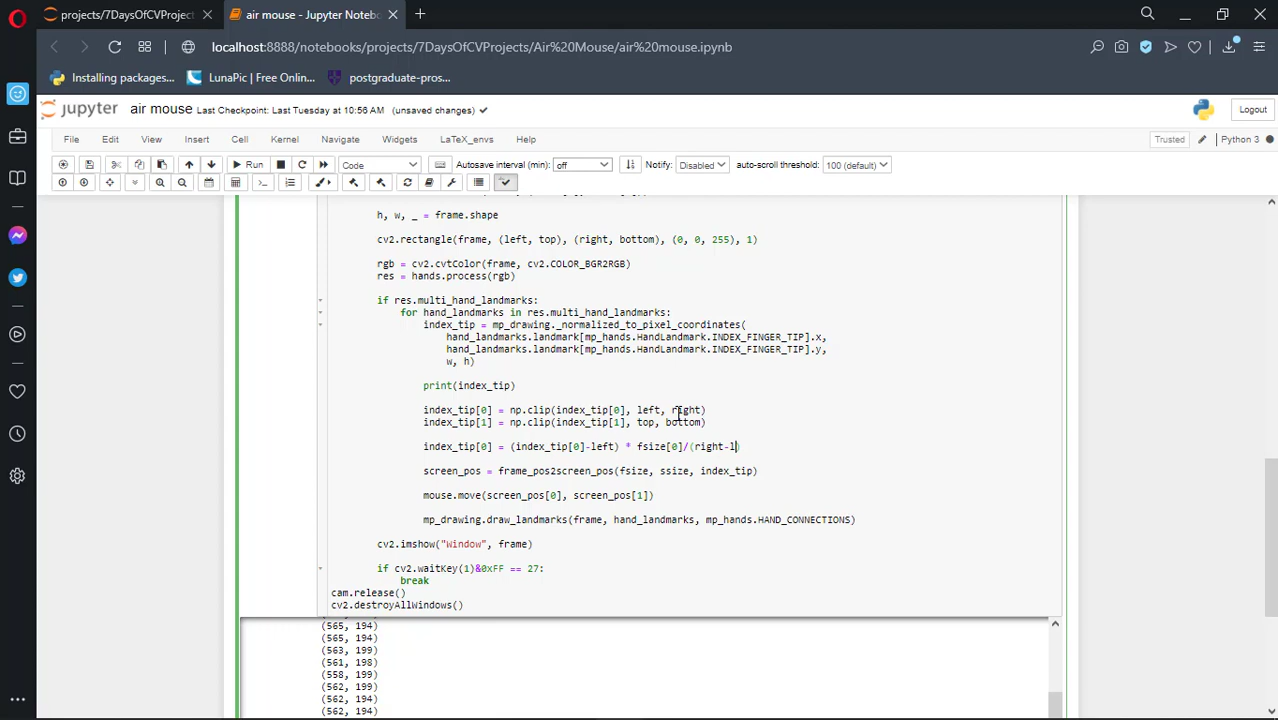 projects/7DaysOfCVProject
air mouse - Jupyter Notebo
localhost:8888/notebooks/projects/7DaysOfCVProjects/Air%20Mouse/air%20mouse.ipynb
Installing packages...
LunaPic | Free Onlin...
postgraduate-pros...
jupyter air mouse Last Checkpoint: Last Tuesday at 10:56 AM (unsaved changes)
Logout
File Edit View Insert Cell Kernel Navigate Widgets LaTeX_envs Help
Trusted
Python 3
Run
Code
Autosave interval (min): off
Notify: Disabled
auto-scroll threshold: 100 (default)
h, w, _ = frame.shape
cv2.rectangle(frame, (left, top), (right, bottom), (0, 0, 255), 1)
rgb = cv2.cvtColor(frame, cv2.COLOR_BGR2RGB)
res = hands.process(rgb)
if res.multi_hand_landmarks:
for hand_landmarks in res.multi_hand_landmarks:
index_tip = mp_drawing._normalized_to_pixel_coordinates(
hand_landmarks.landmark[mp_hands.HandLandmark.INDEX_FINGER_TIP].x,
hand_landmarks.landmark[mp_hands.HandLandmark.INDEX_FINGER_TIP].y,
w, h)
print(index_tip)
index_tip[0] = np.clip(index_tip[0], left, right)
index_tip[1] = np.clip(index_tip[1], top, bottom)
index_tip[0] = (index_tip[0]-left) * fsize[0]/(right-l)
screen_pos = frame_pos2screen_pos(fsize, ssize, index_tip)
mouse.move(screen_pos[0], screen_pos[1])
mp_drawing.draw_landmarks(frame, hand_landmarks, mp_hands.HAND_CONNECTIONS)
cv2.imshow("Window", frame)
if cv2.waitKey(1)&0xFF == 27:
break
cam.release()
cv2.destroyAllWindows()
(565, 194)
(565, 194)
(563, 199)
(561, 198)
(558, 199)
(562, 199)
(562, 194)
(562, 194)